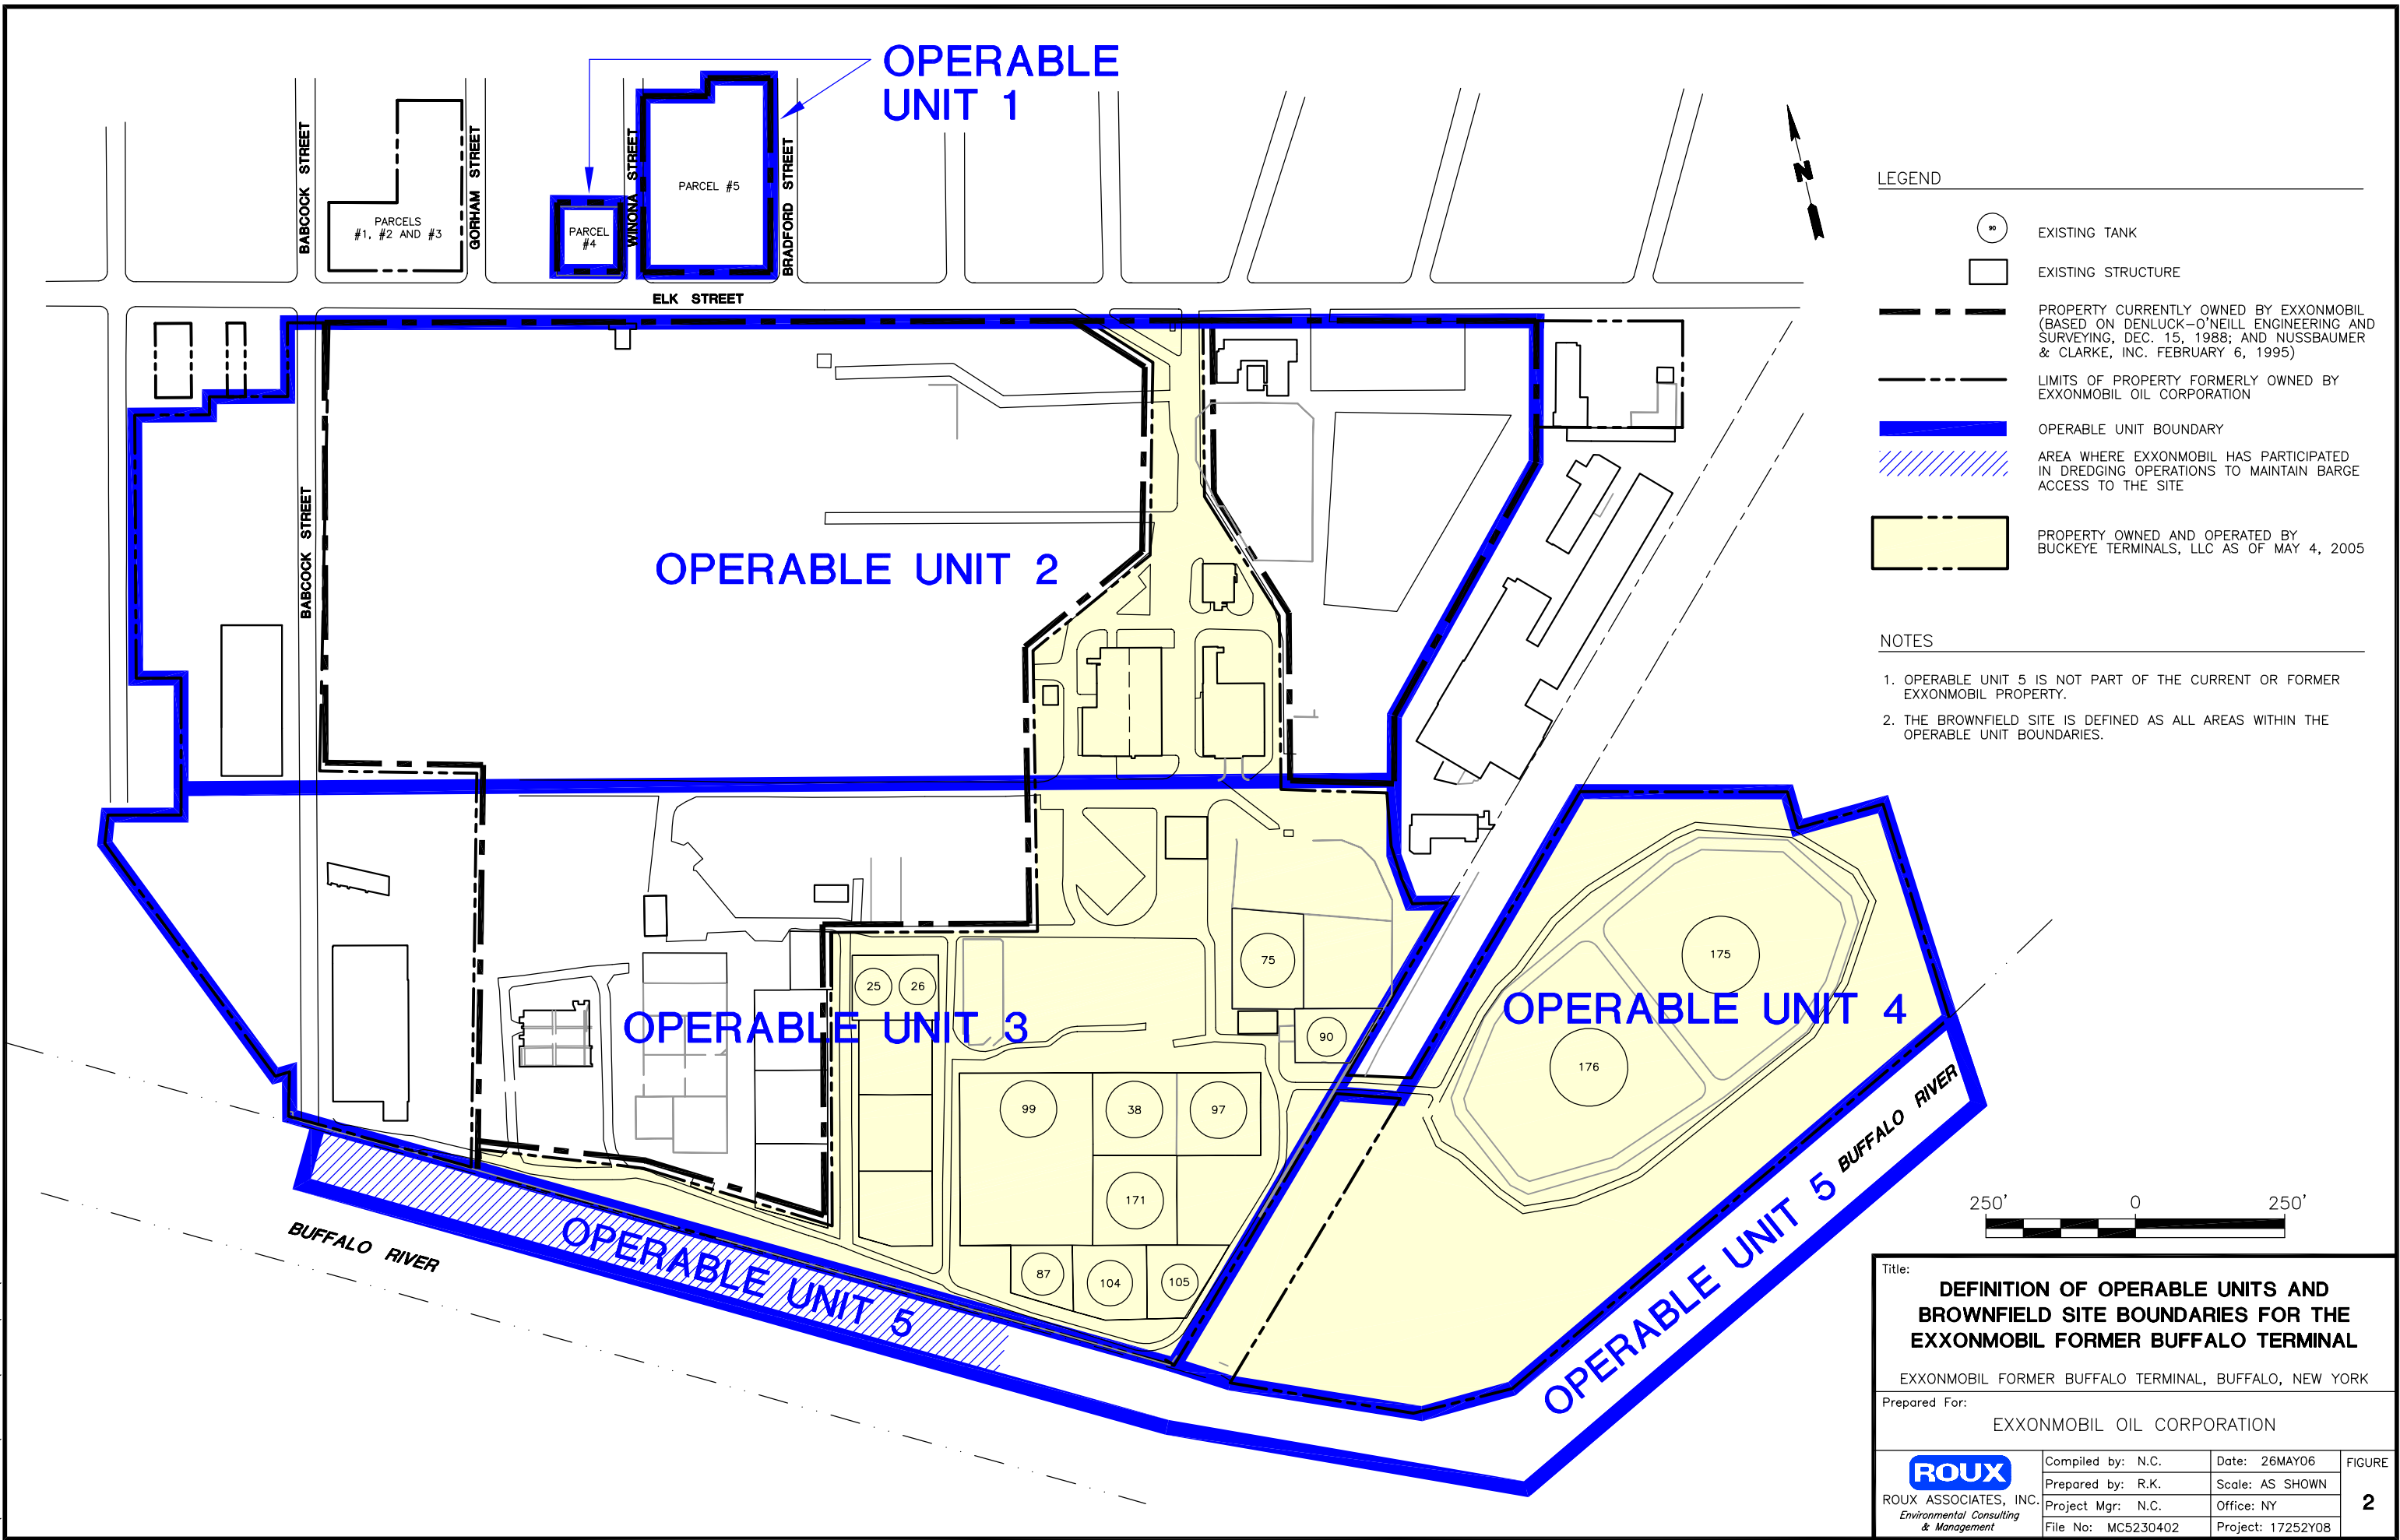 OPERABLE
UNIT 1
BABCOCK STREET
GORHAM STREET
WINONA STREET
BRADFORD STREET
PARCEL #5
PARCELS
#1, #2 AND #3
PARCEL
#4
ELK STREET
N
BABCOCK STREET
OPERABLE UNIT 2
OPERABLE UNIT 3
OPERABLE UNIT 4
25
26
75
90
99
38
97
171
87
104
105
175
176
BUFFALO RIVER
OPERABLE UNIT 5
OPERABLE UNIT 5
BUFFALO RIVER
LEGEND
90
EXISTING TANK
EXISTING STRUCTURE
PROPERTY CURRENTLY OWNED BY EXXONMOBIL
(BASED ON DENLUCK-O'NEILL ENGINEERING AND
SURVEYING, DEC. 15, 1988; AND NUSSBAUMER
& CLARKE, INC. FEBRUARY 6, 1995)
LIMITS OF PROPERTY FORMERLY OWNED BY
EXXONMOBIL OIL CORPORATION
OPERABLE UNIT BOUNDARY
AREA WHERE EXXONMOBIL HAS PARTICIPATED
IN DREDGING OPERATIONS TO MAINTAIN BARGE
ACCESS TO THE SITE
PROPERTY OWNED AND OPERATED BY
BUCKEYE TERMINALS, LLC AS OF MAY 4, 2005
NOTES
1. OPERABLE UNIT 5 IS NOT PART OF THE CURRENT OR FORMER
EXXONMOBIL PROPERTY.
2. THE BROWNFIELD SITE IS DEFINED AS ALL AREAS WITHIN THE
OPERABLE UNIT BOUNDARIES.
250' 0 250'
Title:
DEFINITION OF OPERABLE UNITS AND
BROWNFIELD SITE BOUNDARIES FOR THE
EXXONMOBIL FORMER BUFFALO TERMINAL
EXXONMOBIL FORMER BUFFALO TERMINAL, BUFFALO, NEW YORK
Prepared For:
EXXONMOBIL OIL CORPORATION
ROUX
ROUX ASSOCIATES, INC.
Environmental Consulting
& Management
Compiled by: N.C.
Date: 26MAY06
Prepared by: R.K.
Scale: AS SHOWN
Project Mgr: N.C.
Office: NY
File No: MC5230402
Project: 17252Y08
FIGURE
2